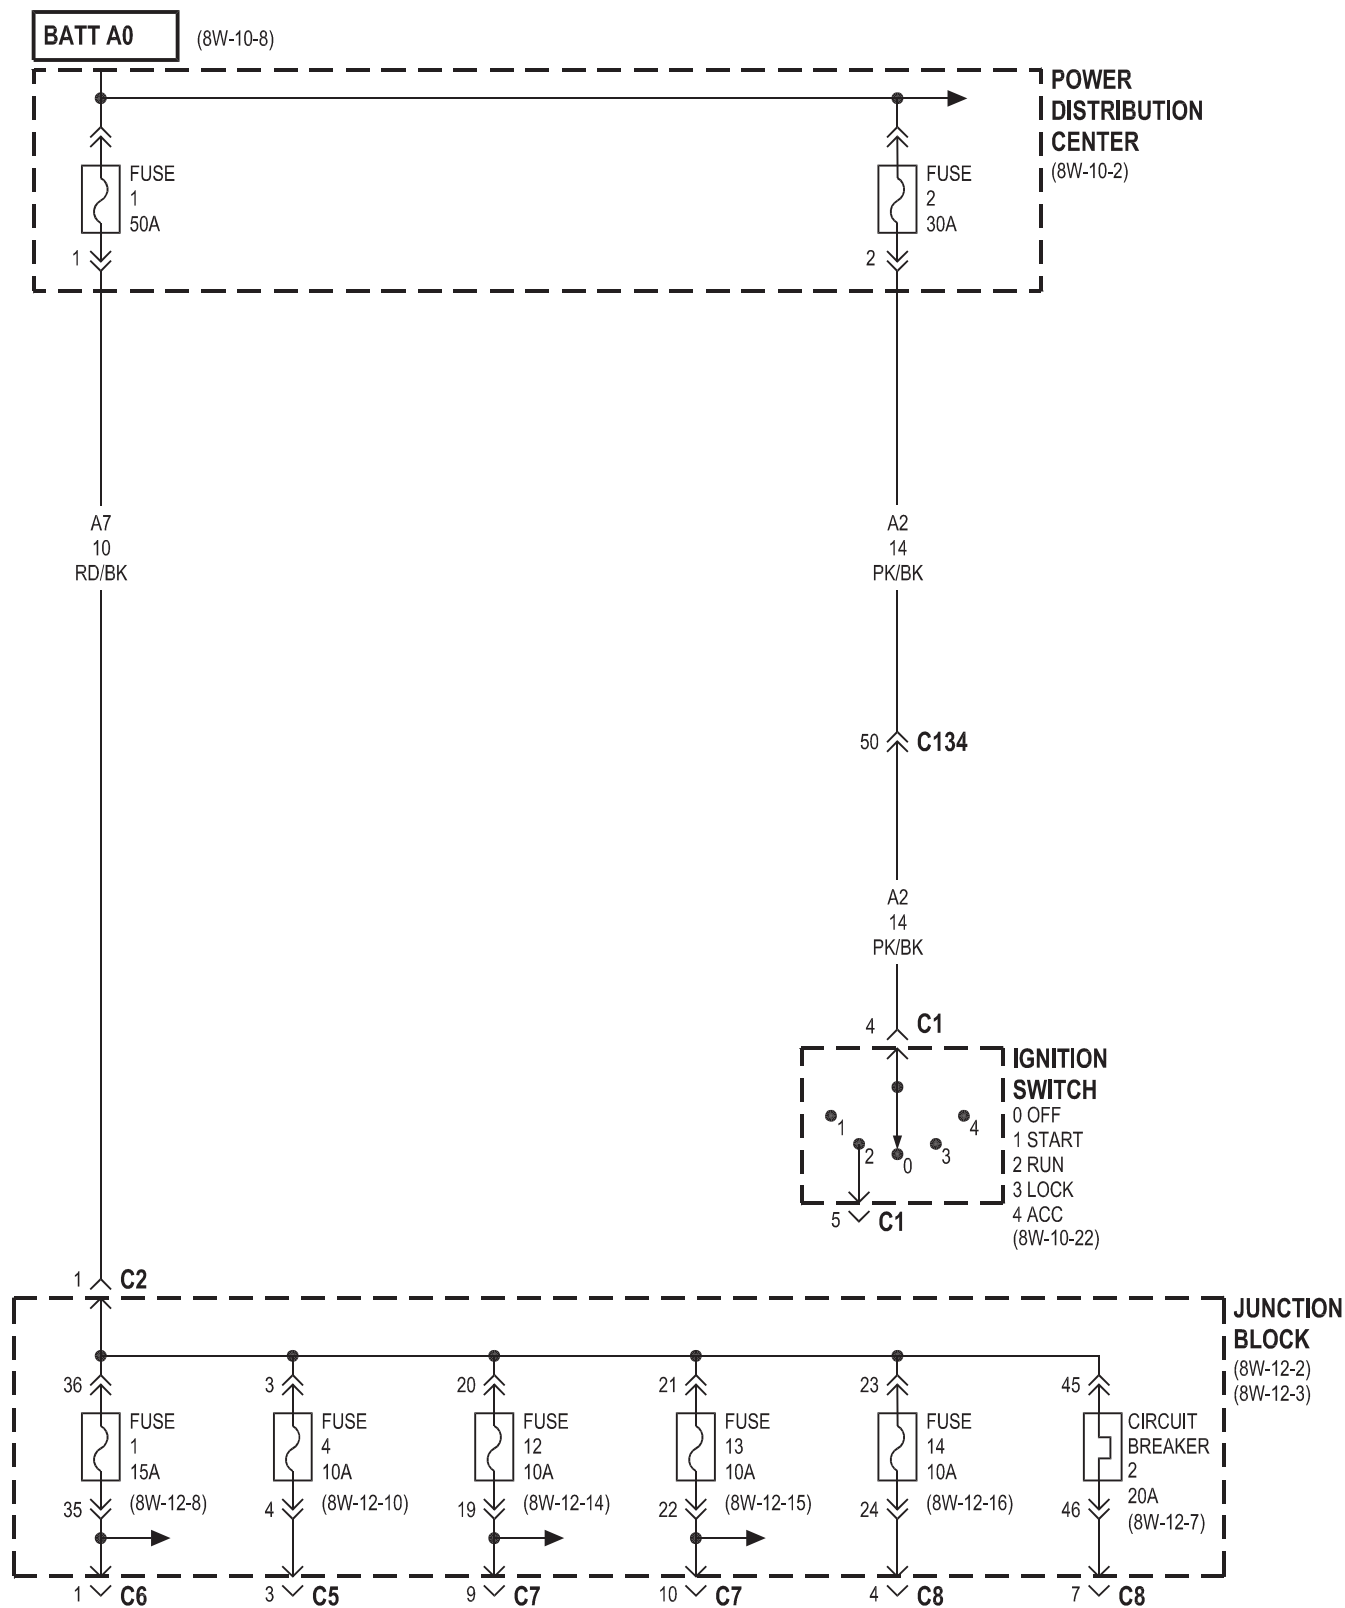 BATT A0
(8W-10-8)
POWER
DISTRIBUTION
CENTER
(8W-10-2)
FUSE
1
50A
1
FUSE
2
30A
2
A7
10
RD/BK
A2
14
PK/BK
50
C134
A2
14
PK/BK
4
C1
IGNITION
SWITCH
0 OFF
1 START
2 RUN
3 LOCK
4 ACC
(8W-10-22)
1
2
0
3
4
5
C1
1
C2
JUNCTION
BLOCK
(8W-12-2)
(8W-12-3)
36
FUSE
1
15A
(8W-12-8)
35
1
C6
3
FUSE
4
10A
(8W-12-10)
4
3
C5
20
FUSE
12
10A
(8W-12-14)
19
9
C7
21
FUSE
13
10A
(8W-12-15)
22
10
C7
23
FUSE
14
10A
(8W-12-16)
24
4
C8
45
CIRCUIT
BREAKER
2
20A
(8W-12-7)
46
7
C8